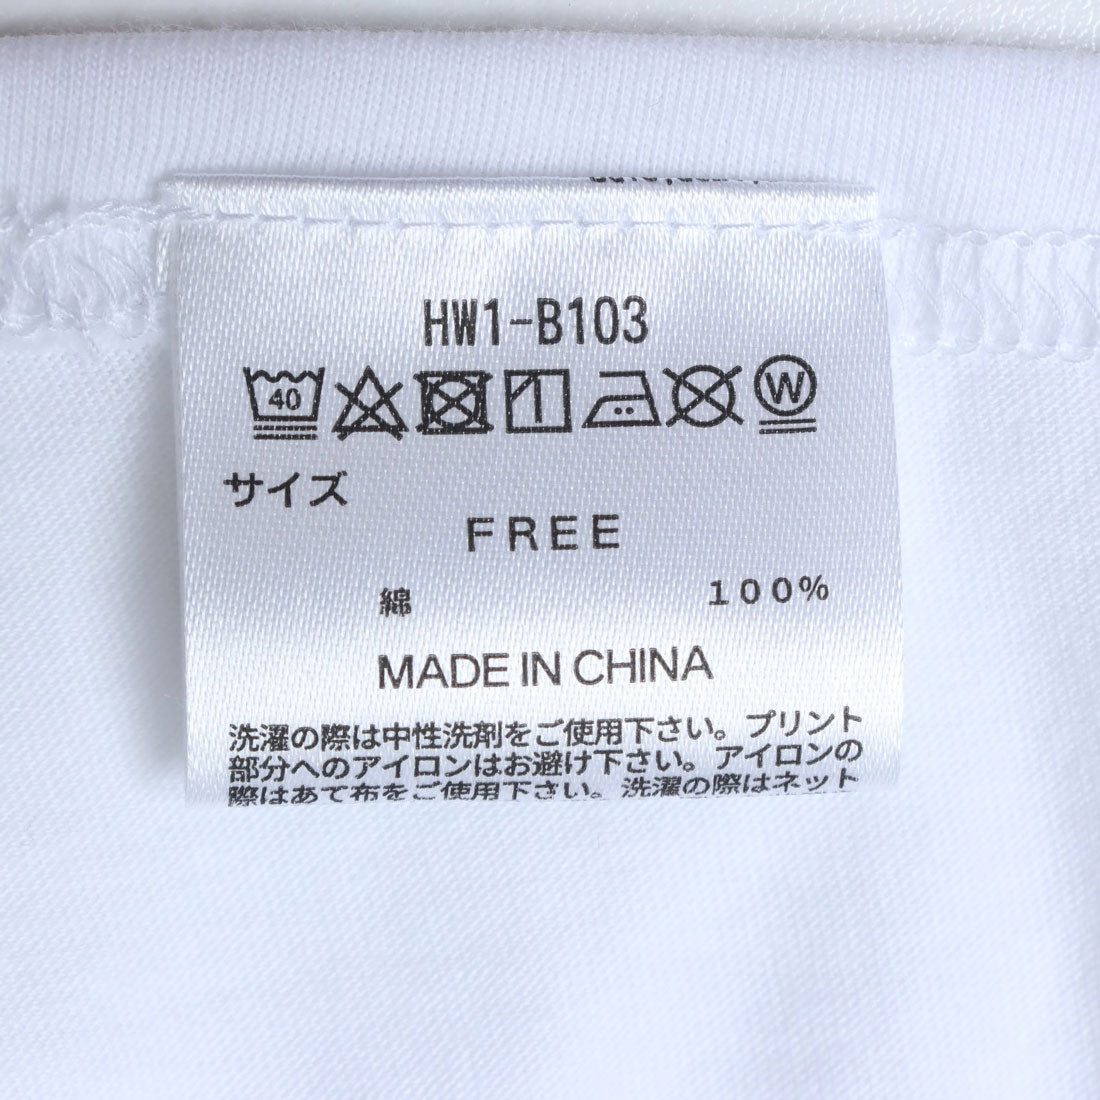 HW1-B103
40
W
サイズ
FREE
綿 100%
MADE IN CHINA
洗濯の際は中性洗剤をご使用下さい。プリント
部分へのアイロンはお避け下さい。アイロンの
際はあて布をご使用下さい。洗濯の際はネット